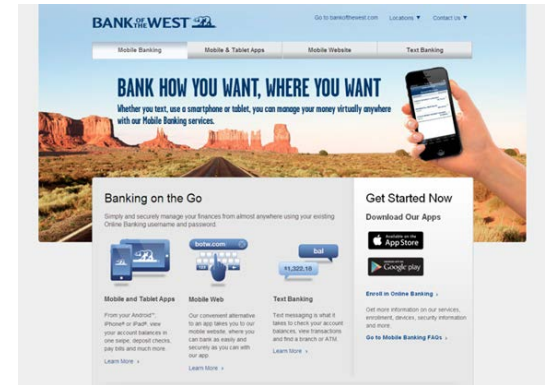 BANK OF THE WEST
Go to bankofthewest.com Locations ▼ Contact Us ▼
Mobile Banking Mobile & Tablet Apps Mobile Website Text Banking
BANK HOW YOU WANT, WHERE YOU WANT
Whether you text, use a smartphone or tablet, you can manage your money virtually anywhere
with our Mobile Banking services.
Banking on the Go
Simply and securely manage your finances from almost anywhere using your existing
Online Banking username and password.
botw.com
bal
$1,322.18
Mobile and Tablet Apps
From your Android™,
iPhone® or iPad®, view
your account balances in
one swipe, deposit checks,
pay bills and much more.
Learn More ›
Mobile Web
Our convenient alternative
to an app takes you to our
mobile website, where you
can bank as easily and
securely as you can with
our app.
Learn More ›
Text Banking
Text messaging is what it
takes to check your account
balances, view transactions
and find a branch or ATM.
Learn More ›
Get Started Now
Download Our Apps
Available on the
App Store
Google play
Enroll in Online Banking ›
Get more information on our services,
enrollment, devices, security information
and more.
Go to Mobile Banking FAQs ›